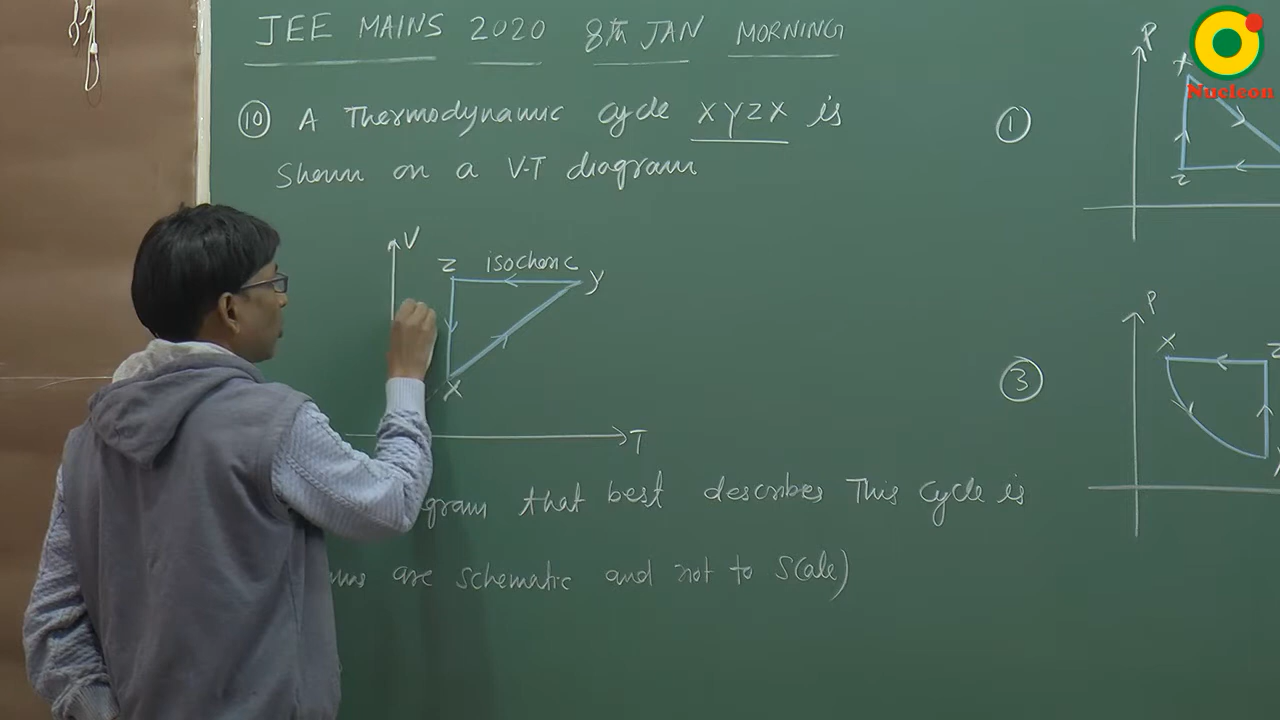 JEE MAINS 2020 8th JAN MORNING
⑩ A Thermodynamic cycle XYZX is
Shown on a V-T diagram
V
Z isochoric Y
X
T
gram that best describes This cycle is
are schematic and not to Scale)
①
P
X
Z
③
P
X
Nucleon